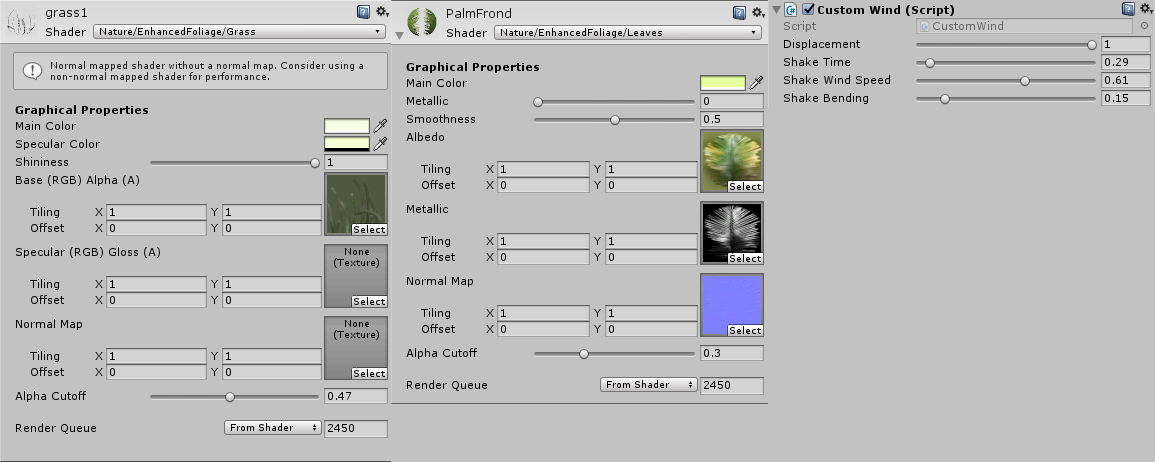 grass1
Shader Nature/EnhancedFoliage/Grass
Normal mapped shader without a normal map. Consider using a
non-normal mapped shader for performance.
Graphical Properties
Main Color
Specular Color
Shininess 1
Base (RGB) Alpha (A)
Tiling X 1 Y 1
Offset X 0 Y 0
Select
Specular (RGB) Gloss (A)
None
(Texture)
Tiling X 1 Y 1
Offset X 0 Y 0
Select
Normal Map
None
(Texture)
Tiling X 1 Y 1
Offset X 0 Y 0
Select
Alpha Cutoff 0.47
Render Queue From Shader 2450
PalmFrond
Shader Nature/EnhancedFoliage/Leaves
Graphical Properties
Main Color
Metallic 0
Smoothness 0.5
Albedo
Tiling X 1 Y 1
Offset X 0 Y 0
Select
Metallic
Tiling X 1 Y 1
Offset X 0 Y 0
Select
Normal Map
Tiling X 1 Y 1
Offset X 0 Y 0
Select
Alpha Cutoff 0.3
Render Queue From Shader 2450
Custom Wind (Script)
Script CustomWind
Displacement 1
Shake Time 0.29
Shake Wind Speed 0.61
Shake Bending 0.15